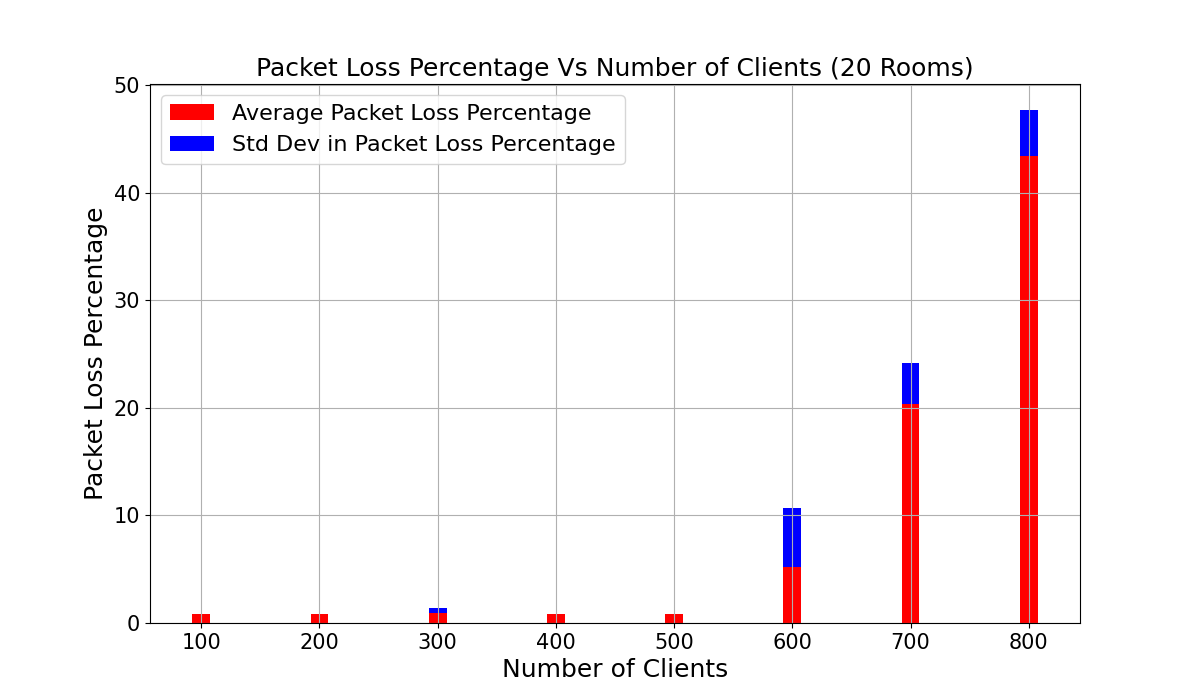 Packet Loss Percentage Vs Number of Clients (20 Rooms)
Average Packet Loss Percentage
Std Dev in Packet Loss Percentage
Packet Loss Percentage
50
40
30
20
10
0
100 200 300 400 500 600 700 800
Number of Clients